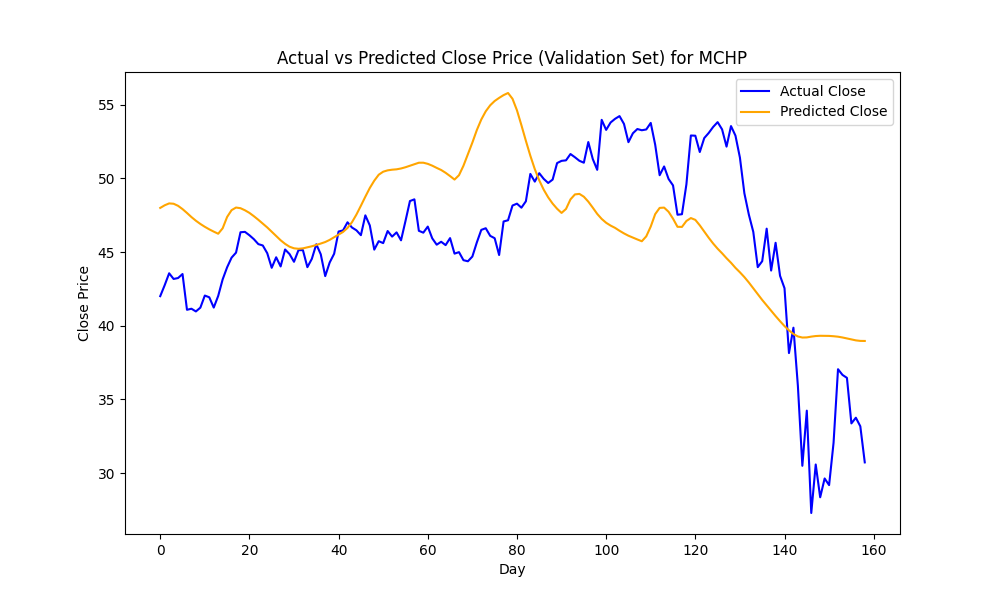 Actual vs Predicted Close Price (Validation Set) for MCHP
Actual Close
Predicted Close
Close Price
55
50
45
40
35
30
0 20 40 60 80 100 120 140 160
Day